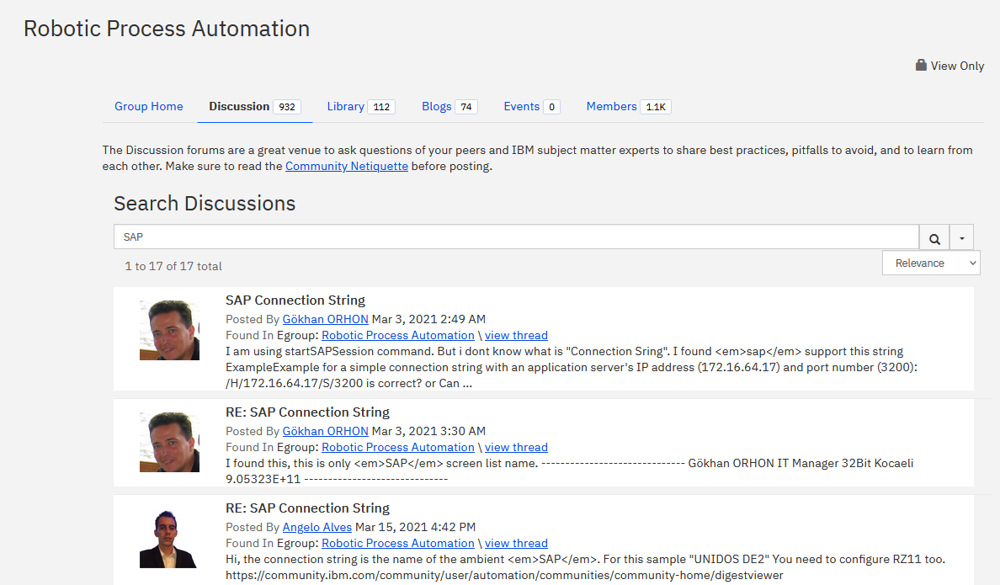 Robotic Process Automation
View Only
Group Home Discussion 932 Library 112 Blogs 74 Events 0 Members 1.1K
The Discussion forums are a great venue to ask questions of your peers and IBM subject matter experts to share best practices, pitfalls to avoid, and to learn from
each other. Make sure to read the Community Netiquette before posting.
Search Discussions
SAP
1 to 17 of 17 total
Relevance
SAP Connection String
Posted By Gökhan ORHON Mar 3, 2021 2:49 AM
Found In Egroup: Robotic Process Automation \ view thread
I am using startSAPSession command. But i dont know what is "Connection Sring". I found <em>sap</em> support this string
ExampleExample for a simple connection string with an application server's IP address (172.16.64.17) and port number (3200):
/H/172.16.64.17/S/3200 is correct? or Can ...
RE: SAP Connection String
Posted By Gökhan ORHON Mar 3, 2021 3:30 AM
Found In Egroup: Robotic Process Automation \ view thread
I found this, this is only <em>SAP</em> screen list name. ------------------------------ Gökhan ORHON IT Manager 32Bit Kocaeli
9.05323E+11 ------------------------------
RE: SAP Connection String
Posted By Angelo Alves Mar 15, 2021 4:42 PM
Found In Egroup: Robotic Process Automation \ view thread
Hi, the connection string is the name of the ambient <em>SAP</em>. For this sample "UNIDOS DE2" You need to configure RZ11 too.
https://community.ibm.com/community/user/automation/communities/community-home/digestviewer